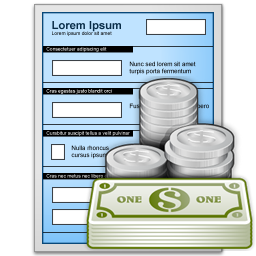 Lorem Ipsum
Lorem ipsum dolor sit amet
Consectetuer adipiscing elit
Nunc sed lorem sit amet
turpis porta fermentum
Cras egestas justo blandit orci
libero
Curabitur suscipit tellus a velit pulvinar
Nulla rhoncus
cursus ipsum
Cras nec metus nec libero
ONE $ ONE